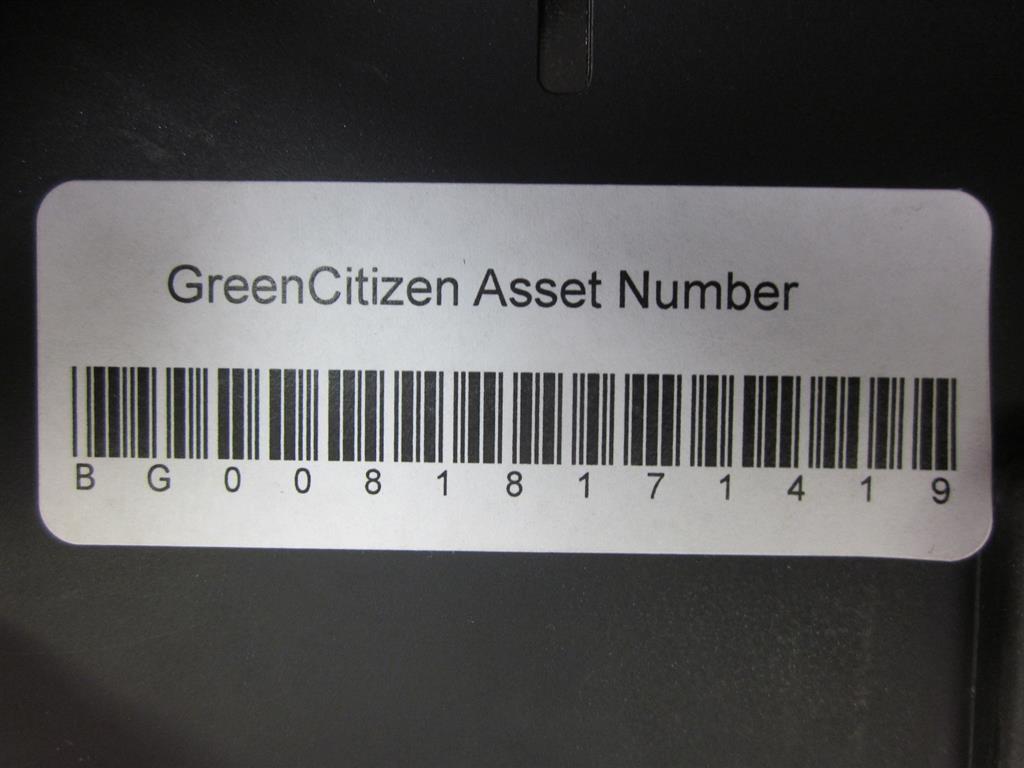 GreenCitizen Asset Number
B G 0 0 8 1 8 1 7 1 4 1 9